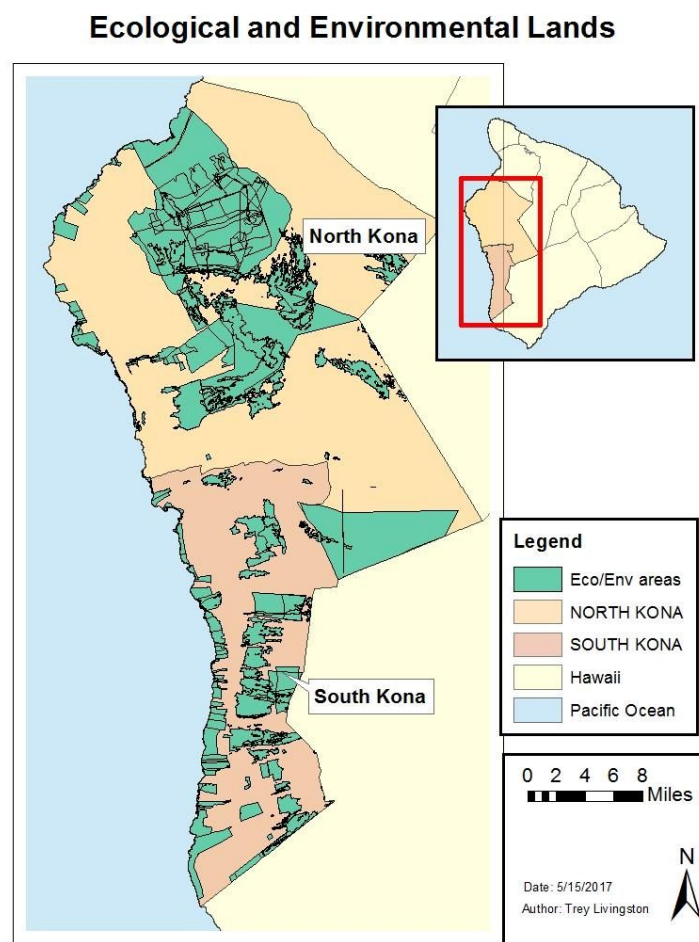 Ecological and Environmental Lands
North Kona
South Kona
Legend
Eco/Env areas
NORTH KONA
SOUTH KONA
Hawaii
Pacific Ocean
0 2 4 6 8
Miles
N
Date: 5/15/2017
Author: Trey Livingston